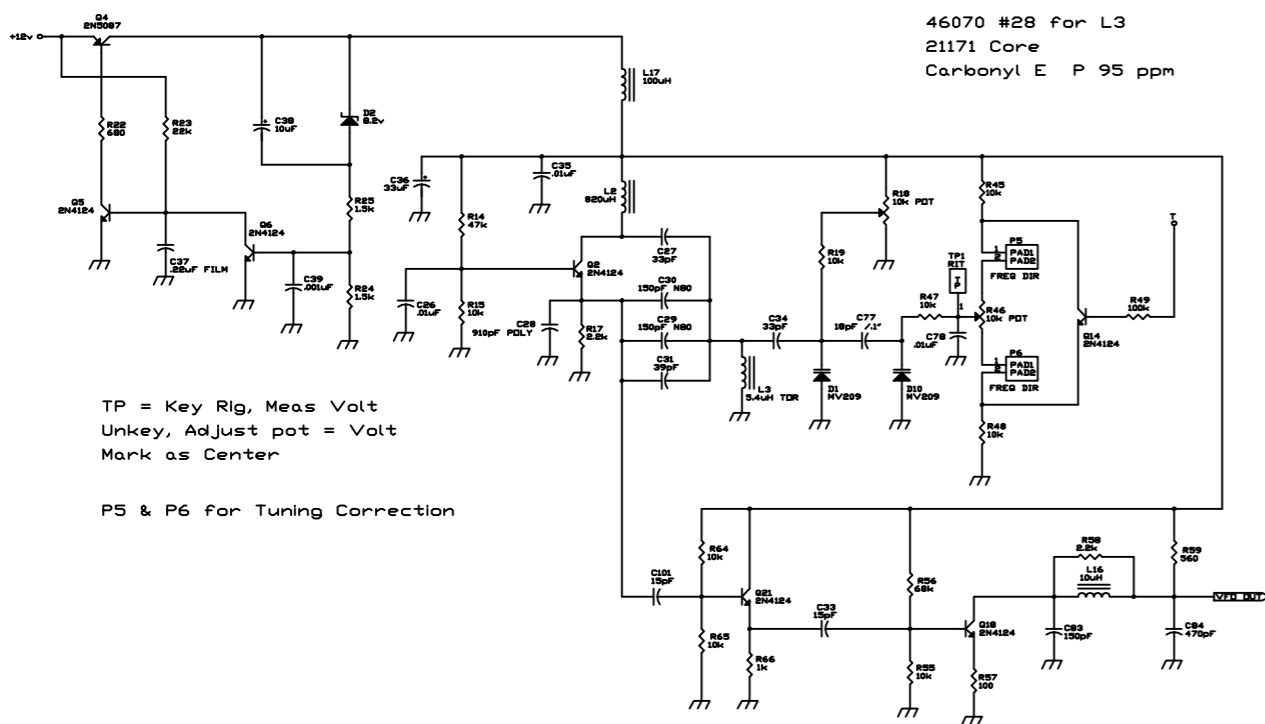 46070 #28 for L3
21171 Core
Carbonyl E P 95 ppm
Q4
2N5087
+12v
L17
100uH
R22
680
R23
22k
C38
10uF
D2
8.2v
Q5
2N4124
Q6
2N4124
R25
1.5k
C37
.22uF FILM
C39
.001uF
R24
1.5k
C36
33uF
R14
47k
C35
.01uF
L2
820uH
C27
33pF
Q2
2N4124
C30
150pF N80
C26
.01uF
R15
10k
C28
910pF POLY
R17
2.2k
C29
150pF N80
C31
39pF
C34
33pF
L3
5.4uH TOR
R18
10k POT
R19
10k
C77
18pF /.1"
D1
MV209
D10
MV209
R47
10k
TP1
RIT
TP
1
C78
.01uF
R45
10k
P5
1
2
PAD1
PAD2
FREQ DIR
R46
10k POT
P6
1
2
PAD1
PAD2
FREQ DIR
R48
10k
Q14
2N4124
R49
100k
T
TP = Key Rig, Meas Volt
Unkey, Adjust pot = Volt
Mark as Center
P5 & P6 for Tuning Correction
C101
15pF
R64
10k
R65
10k
Q21
2N4124
R66
1k
C33
15pF
R56
68k
R55
10k
Q18
2N4124
R57
100
R58
2.2k
L16
10uH
R59
560
C83
150pF
C84
470pF
VFO OUT